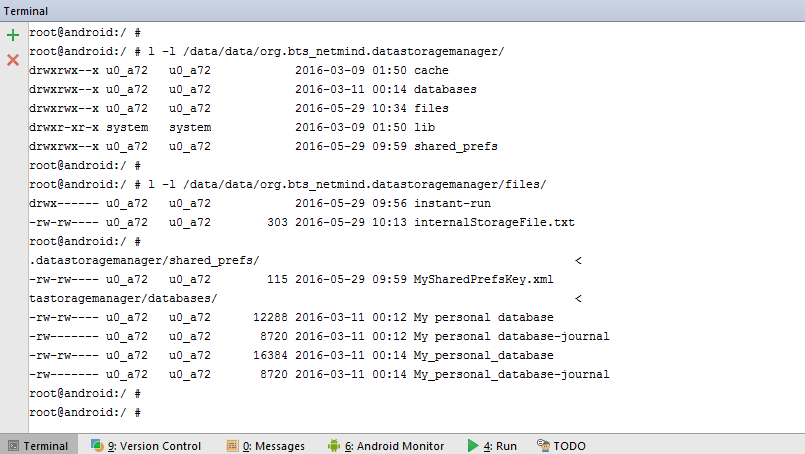 Terminal
root@android:/ #
root@android:/ # l -l /data/data/org.bts_netmind.datastoragemanager/
drwxrwx--x u0_a72   u0_a72            2016-03-09 01:50 cache
drwxrwx--x u0_a72   u0_a72            2016-03-11 00:14 databases
drwxrwx--x u0_a72   u0_a72            2016-05-29 10:34 files
drwxr-xr-x system   system            2016-03-09 01:50 lib
drwxrwx--x u0_a72   u0_a72            2016-05-29 09:59 shared_prefs
root@android:/ #
root@android:/ # l -l /data/data/org.bts_netmind.datastoragemanager/files/
drwx------ u0_a72   u0_a72            2016-05-29 09:56 instant-run
-rw-rw---- u0_a72   u0_a72        303 2016-05-29 10:13 internalStorageFile.txt
root@android:/ #
.datastoragemanager/shared_prefs/                                             <
-rw-rw---- u0_a72   u0_a72        115 2016-05-29 09:59 MySharedPrefsKey.xml
tastoragemanager/databases/                                                   <
-rw-rw---- u0_a72   u0_a72      12288 2016-03-11 00:12 My personal database
-rw------- u0_a72   u0_a72       8720 2016-03-11 00:12 My personal database-journal
-rw-rw---- u0_a72   u0_a72      16384 2016-03-11 00:14 My_personal_database
-rw------- u0_a72   u0_a72       8720 2016-03-11 00:14 My_personal_database-journal
root@android:/ #
root@android:/ #
Terminal 9: Version Control 0: Messages 6: Android Monitor 4: Run TODO